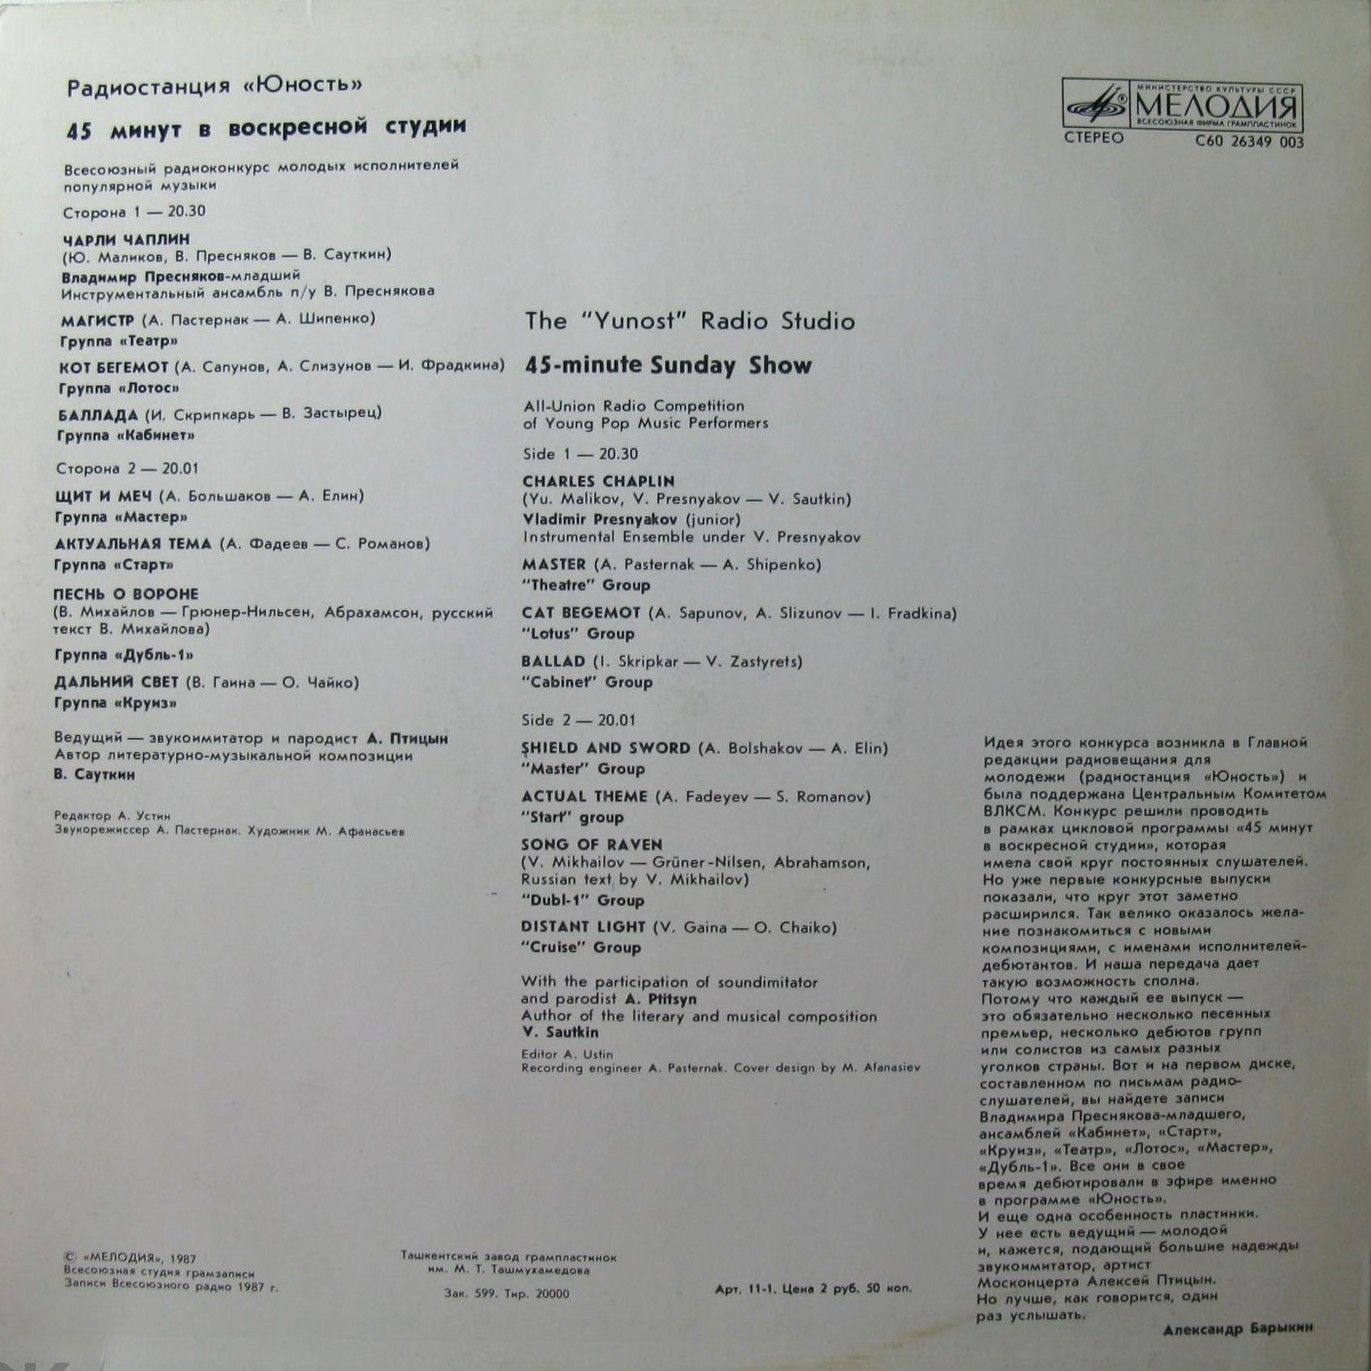 Радиостанция «Юность»
45 минут в воскресной студии
Всесоюзный радиоконкурс молодых исполнителей
популярной музыки
Сторона 1 — 20.30
ЧАРЛИ ЧАПЛИН
(Ю. Маликов, В. Пресняков — В. Сауткин)
Владимир Пресняков-младший
Инструментальный ансамбль п/у В. Преснякова
МАГИСТР (А. Пастернак — А. Шипенко)
Группа «Театр»
КОТ БЕГЕМОТ (А. Сапунов, А. Слизунов — И. Фрадкина)
Группа «Лотос»
БАЛЛАДА (И. Скрипкарь — В. Застырец)
Группа «Кабинет»
Сторона 2 — 20.01
ЩИТ И МЕЧ (А. Большаков — А. Елин)
Группа «Мастер»
АКТУАЛЬНАЯ ТЕМА (А. Фадеев — С. Романов)
Группа «Старт»
ПЕСНЬ О ВОРОНЕ
(В. Михайлов — Грюнер-Нильсен, Абрахамсон, русский
текст В. Михайлова)
Группа «Дубль-1»
ДАЛЬНИЙ СВЕТ (В. Гаина — О. Чайко)
Группа «Круиз»
Ведущий — звукоимитатор и пародист А. Птицын
Автор литературно-музыкальной композиции
В. Сауткин
Редактор А. Устин
Звукорежиссер А. Пастернак. Художник М. Афанасьев
The "Yunost" Radio Studio
45-minute Sunday Show
All-Union Radio Competition
of Young Pop Music Performers
Side 1 — 20.30
CHARLES CHAPLIN
(Yu. Malikov, V. Presnyakov — V. Sautkin)
Vladimir Presnyakov (junior)
Instrumental Ensemble under V. Presnyakov
MASTER (A. Pasternak — A. Shipenko)
"Theatre" Group
CAT BEGEMOT (A. Sapunov, A. Slizunov — I. Fradkina)
"Lotus" Group
BALLAD (I. Skripkar — V. Zastyrets)
"Cabinet" Group
Side 2 — 20.01
SHIELD AND SWORD (A. Bolshakov — A. Elin)
"Master" Group
ACTUAL THEME (A. Fadeyev — S. Romanov)
"Start" group
SONG OF RAVEN
(V. Mikhailov — Grüner-Nilsen, Abrahamson,
Russian text by V. Mikhailov)
"Dubl-1" Group
DISTANT LIGHT (V. Gaina — O. Chaiko)
"Cruise" Group
With the participation of soundimitator
and parodist A. Ptitsyn
Author of the literary and musical composition
V. Sautkin
Editor A. Ustin
Recording engineer A. Pasternak. Cover design by M. Afanasiev
МИНИСТЕРСТВО КУЛЬТУРЫ СССР
МЕЛОДИЯ
ВСЕСОЮЗНАЯ ФИРМА ГРАМПЛАСТИНОК
СТЕРЕО С60 26349 003
Идея этого конкурса возникла в Главной
редакции радиовещания для
молодежи (радиостанция «Юность») и
была поддержана Центральным Комитетом
ВЛКСМ. Конкурс решили проводить
в рамках цикловой программы «45 минут
в воскресной студии», которая
имела свой круг постоянных слушателей.
Но уже первые конкурсные выпуски
показали, что круг этот заметно
расширился. Так велико оказалось жела-
ние познакомиться с новыми
композициями, с именами исполнителей-
дебютантов. И наша передача дает
такую возможность сполна.
Потому что каждый ее выпуск —
это обязательно несколько песенных
премьер, несколько дебютов групп
или солистов из самых разных
уголков страны. Вот и на первом диске,
составленном по письмам радио-
слушателей, вы найдете записи
Владимира Преснякова-младшего,
ансамблей «Кабинет», «Старт»,
«Круиз», «Театр», «Лотос», «Мастер»,
«Дубль-1». Все они в свое
время дебютировали в эфире именно
в программе «Юность».
И еще одна особенность пластинки.
У нее есть ведущий — молодой
и, кажется, подающий большие надежды
звукоимитатор, артист
Москонцерта Алексей Птицын.
Но лучше, как говорится, один
раз услышать.
Александр Барыкин
© «МЕЛОДИЯ», 1987
Всесоюзная студия грамзаписи
Записи Всесоюзного радио 1987 г.
Ташкентский завод грампластинок
им. М. Т. Ташмухамедова
Зак. 599. Тир. 20000
Арт. 11-1. Цена 2 руб. 50 коп.